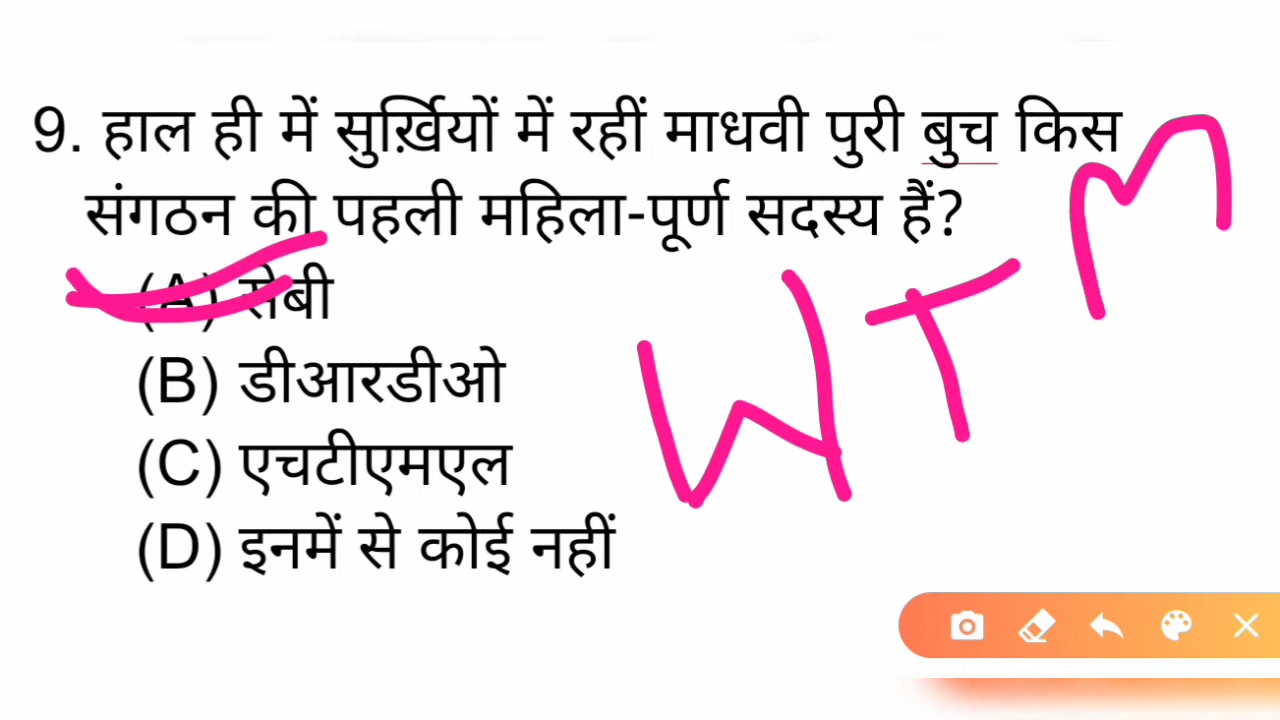 9. हाल ही में सुर्ख़ियों में रहीं माधवी पुरी बुच किस
संगठन की पहली महिला-पूर्ण सदस्य हैं?
(A) सेबी
(B) डीआरडीओ
(C) एचटीएमएल
(D) इनमें से कोई नहीं
WTM